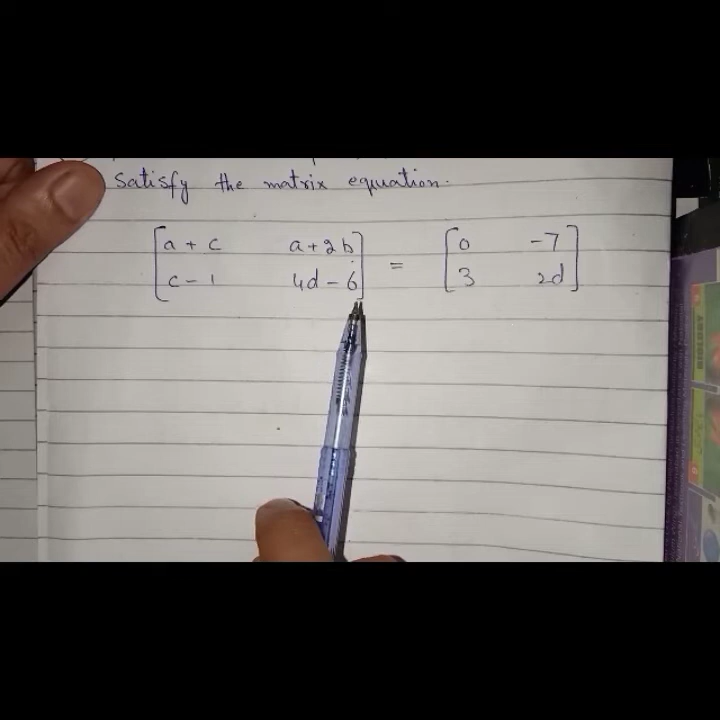 satisfy the matrix equation.
[a + c a + 2b] = [0 -7]
[c - 1 4d - 6] [3 2d]